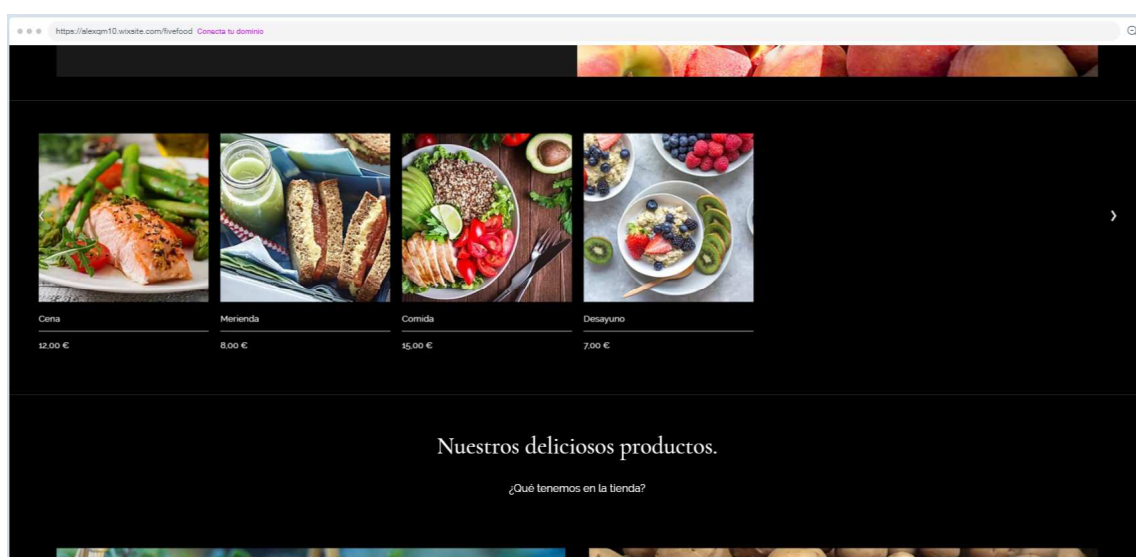 https://alexqm10.wixsite.com/fivefood Conecta tu dominio
Cena
12,00 €
Merienda
8,00 €
Comida
15,00 €
Desayuno
7,00 €
Nuestros deliciosos productos.
¿Qué tenemos en la tienda?